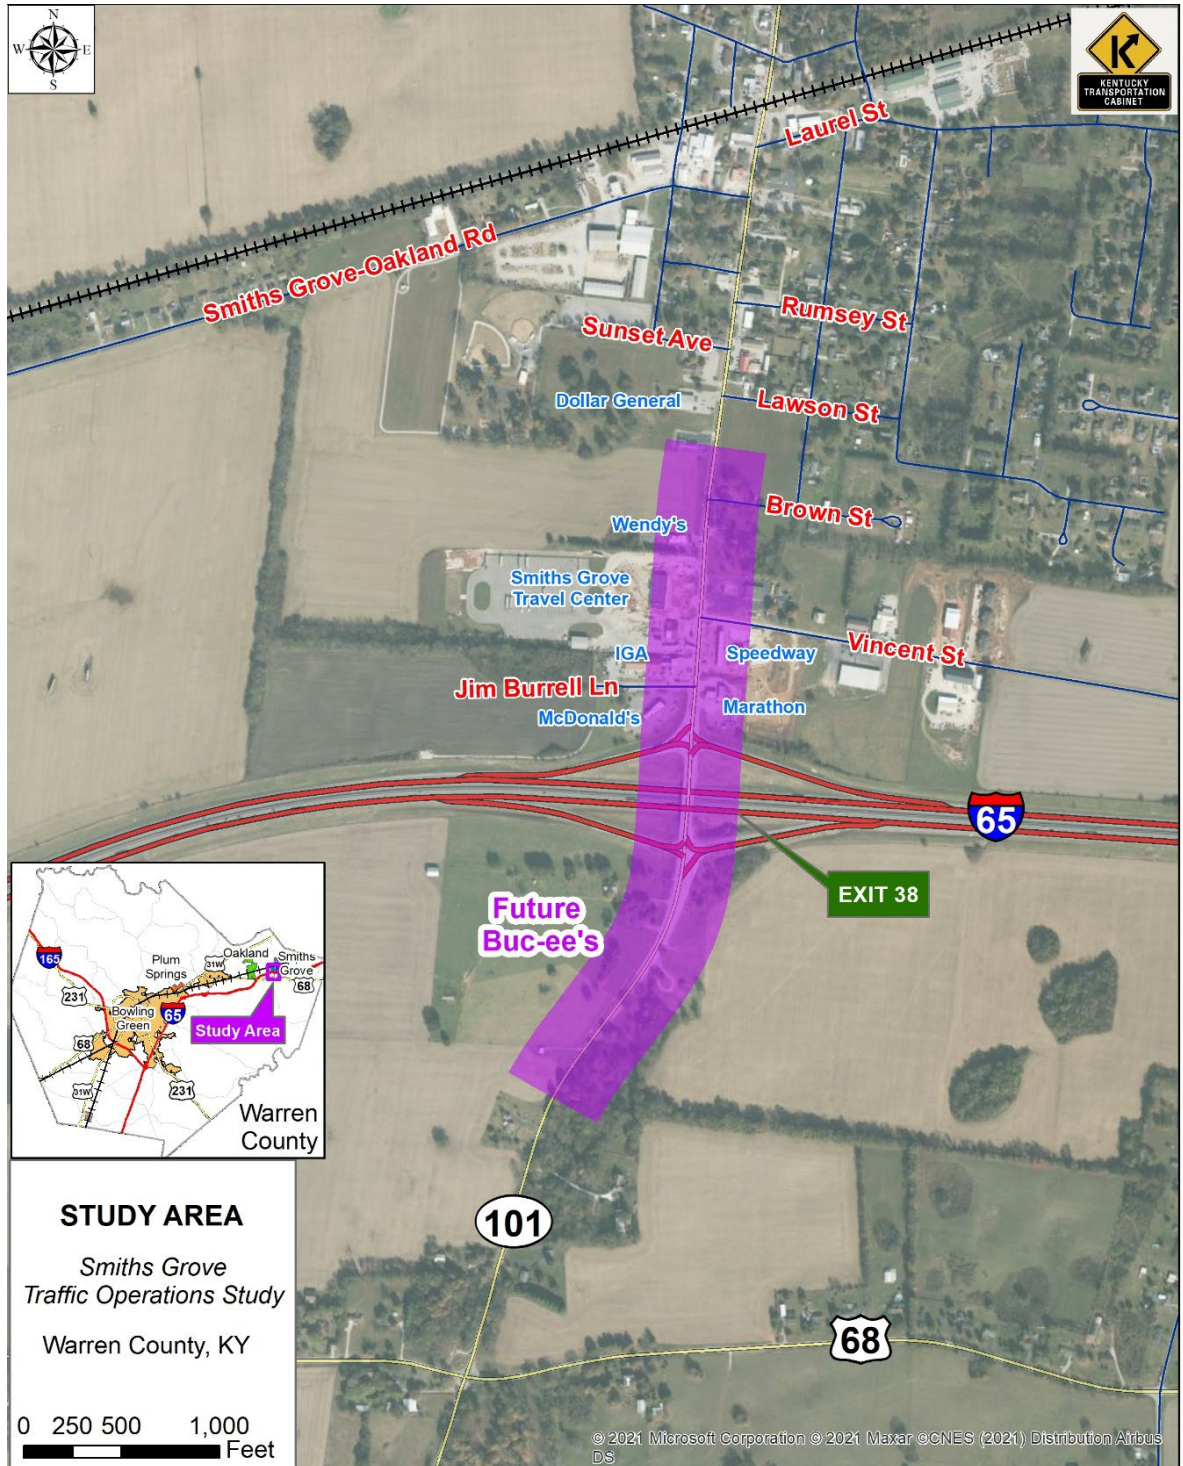 N
W E
S
KENTUCKY
TRANSPORTATION
CABINET
Laurel St
Smiths Grove-Oakland Rd
Rumsey St
Sunset Ave
Dollar General
Lawson St
Brown St
Wendy's
Smiths Grove
Travel Center
Vincent St
IGA
Speedway
Jim Burrell Ln
McDonald's
Marathon
65
EXIT 38
Future
Buc-ee's
165
Plum
Springs
31W
Oakland
Smiths
Grove
68
231
Bowling
Green
65
Study Area
68
31W
231
Warren
County
101
STUDY AREA
Smiths Grove
Traffic Operations Study
Warren County, KY
68
0 250 500 1,000
Feet
© 2021 Microsoft Corporation © 2021 Maxar ©CNES (2021) Distribution Airbus
DS